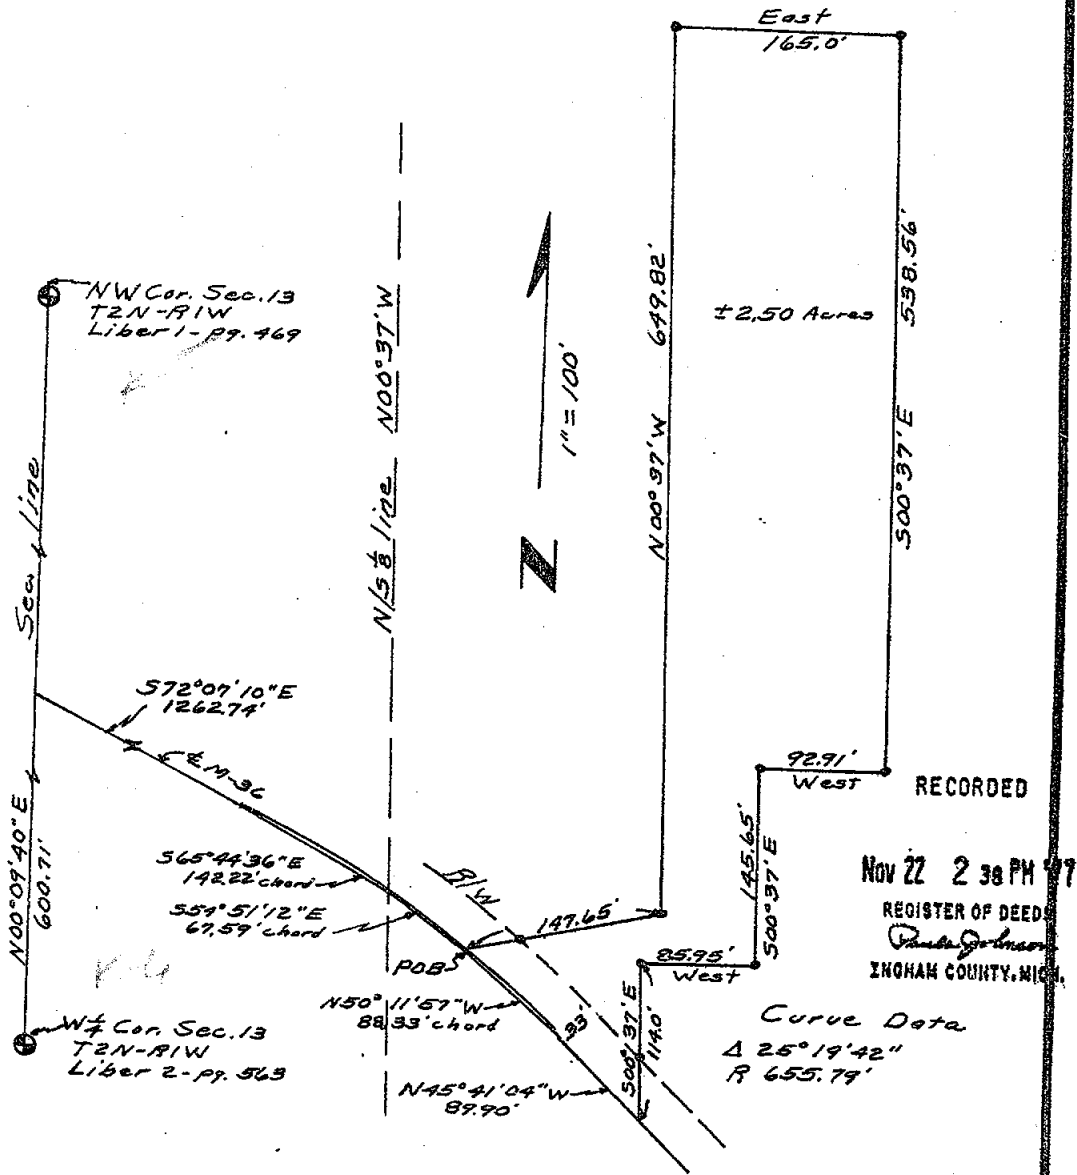 East
165.0'
NW Cor. Sec. 13
T2N-R1W
Liber 1 - pg. 469
N/S 1/8 line N00°37'W
1" = 100'
N
N00°37'W 649.82'
±2.50 Acres
S00°37'E 538.56'
Sec. line
S72°07'10"E
1262.74'
℄ M-36
N00°09'40"E
600.71'
S65°44'36"E
142.22' chord
S54°51'12"E
67.59' chord
R/W
147.65'
POB
92.91'
West
145.65'
S00°37'E
85.95'
West
RECORDED
Nov 22 2 38 PM '77
REGISTER OF DEEDS
Paula Johnson
INGHAM COUNTY, MICH.
W 1/4 Cor. Sec. 13
T2N-R1W
Liber 2 - pg. 563
N50°11'57"W
88.33' chord
33'
S00°37'E
114.0'
N45°41'04"W
89.90'
Curve Data
Δ 25°19'42"
R 655.79'